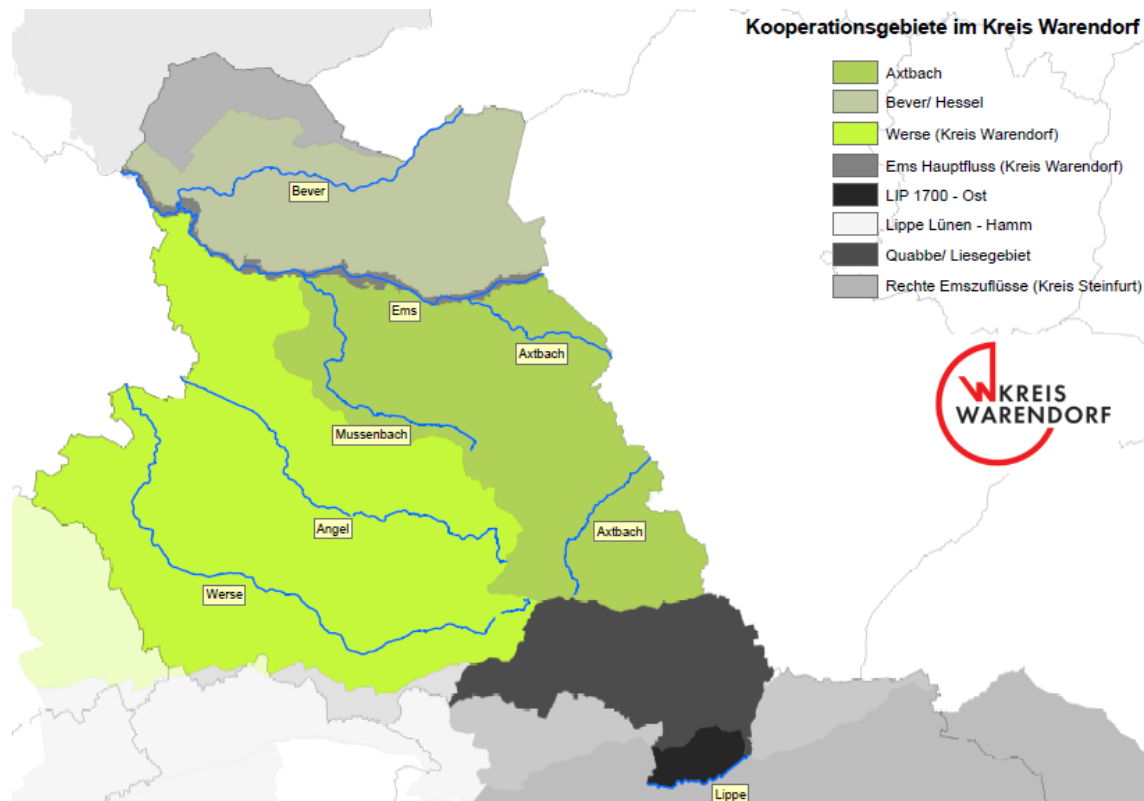 Kooperationsgebiete im Kreis Warendorf
Axtbach
Bever/ Hessel
Werse (Kreis Warendorf)
Ems Hauptfluss (Kreis Warendorf)
LIP 1700 - Ost
Lippe Lünen - Hamm
Quabbe/ Liesegebiet
Rechte Emszuflüsse (Kreis Steinfurt)
KREIS
WARENDORF
Bever
Ems
Axtbach
Mussenbach
Angel
Axtbach
Werse
Lippe